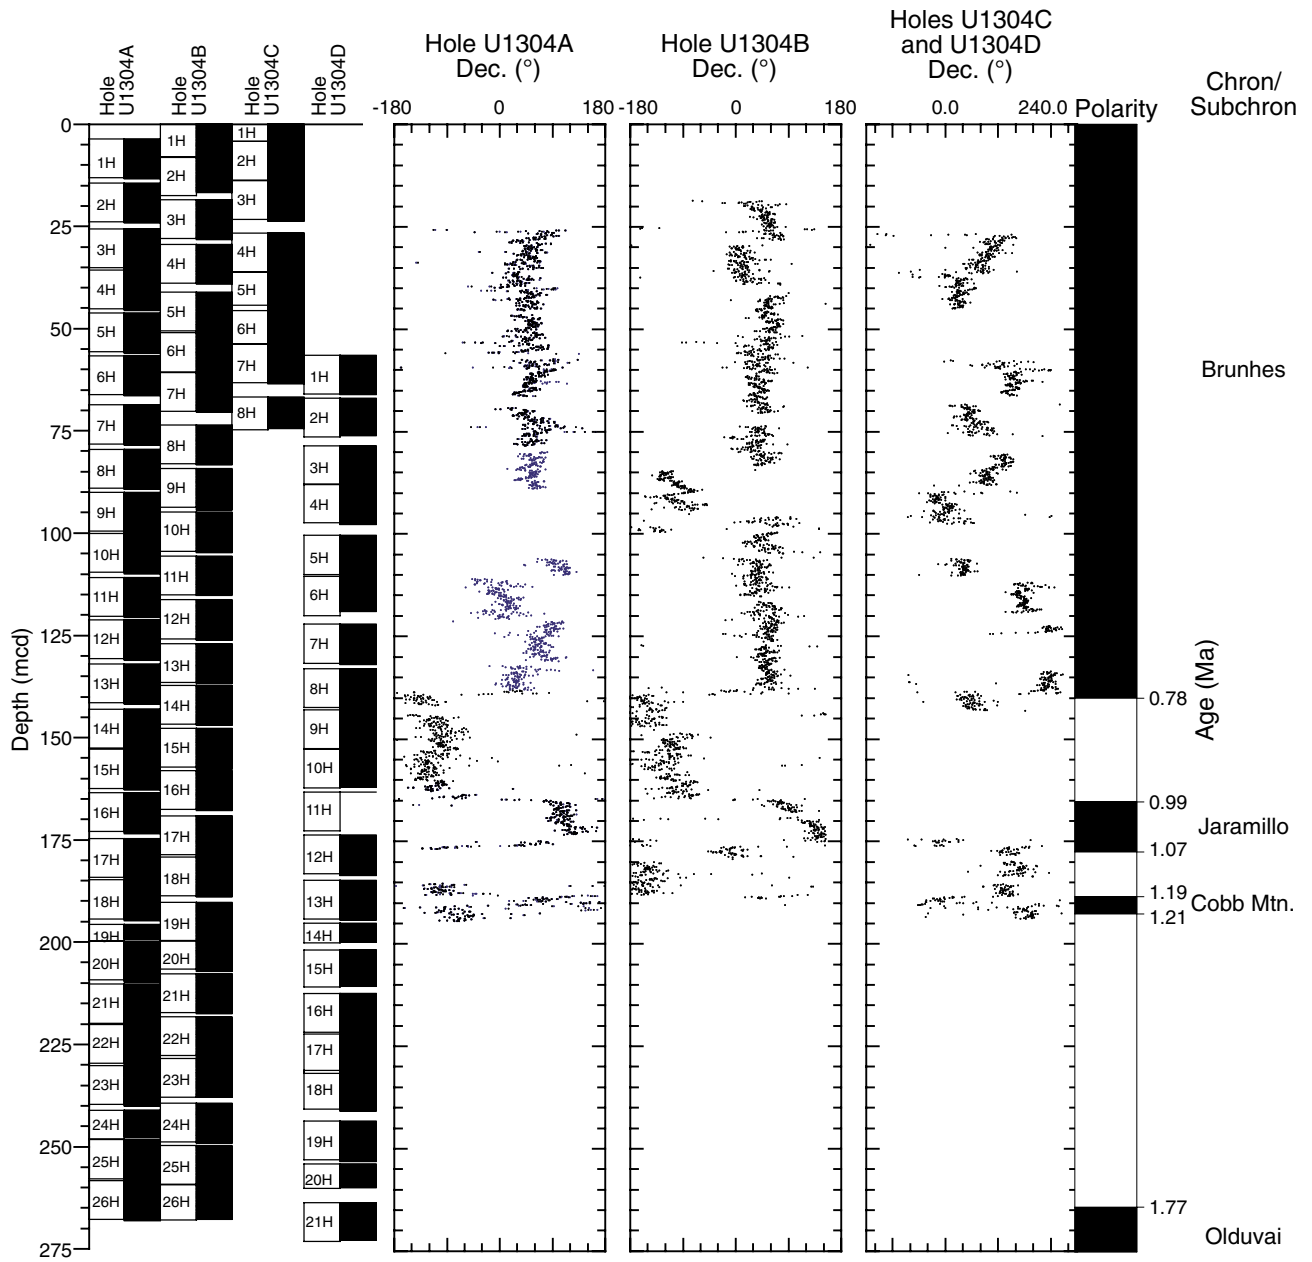 Hole U1304A
Hole U1304B
Hole U1304C
Hole U1304D
Hole U1304A
Dec. (°)
Hole U1304B
Dec. (°)
Holes U1304C
and U1304D
Dec. (°)
Chron/
Subchron
-180 0 180
-180 0 180
0.0 240.0
Polarity
Depth (mcd)
0
25
50
75
100
125
150
175
200
225
250
275
1H
2H
3H
4H
5H
6H
7H
8H
9H
10H
11H
12H
13H
14H
15H
16H
17H
18H
19H
20H
21H
22H
23H
24H
25H
26H
1H
2H
3H
4H
5H
6H
7H
8H
9H
10H
11H
12H
13H
14H
15H
16H
17H
18H
19H
20H
21H
22H
23H
24H
25H
26H
1H
2H
3H
4H
5H
6H
7H
8H
1H
2H
3H
4H
5H
6H
7H
8H
9H
10H
11H
12H
13H
14H
15H
16H
17H
18H
19H
20H
21H
0.78
0.99
1.07
1.19
1.21
1.77
Age (Ma)
Brunhes
Jaramillo
Cobb Mtn.
Olduvai